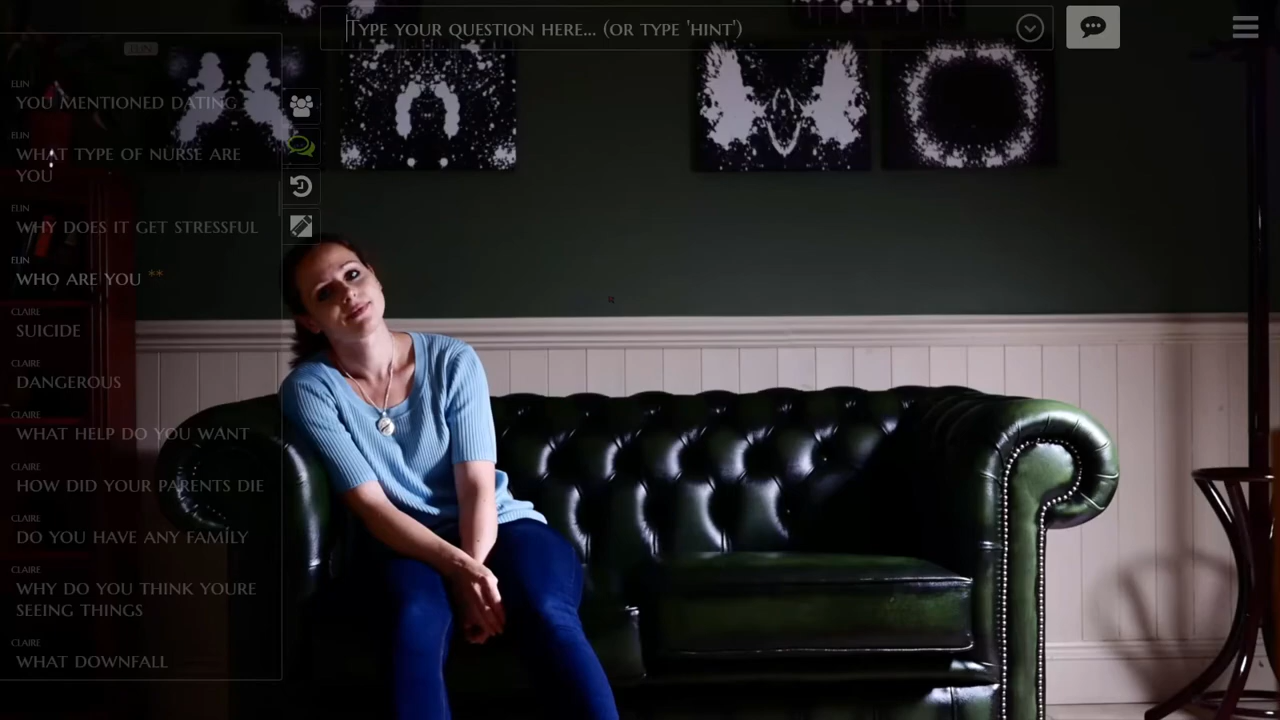 Type your question here... (or type 'hint')
ELIN
ELIN
YOU MENTIONED DATING
ELIN
WHAT TYPE OF NURSE ARE
YOU
ELIN
WHY DOES IT GET STRESSFUL
ELIN
WHO ARE YOU **
CLAIRE
SUICIDE
CLAIRE
DANGEROUS
CLAIRE
WHAT HELP DO YOU WANT
CLAIRE
HOW DID YOUR PARENTS DIE
CLAIRE
DO YOU HAVE ANY FAMILY
CLAIRE
WHY DO YOU THINK YOURE
SEEING THINGS
CLAIRE
WHAT DOWNFALL